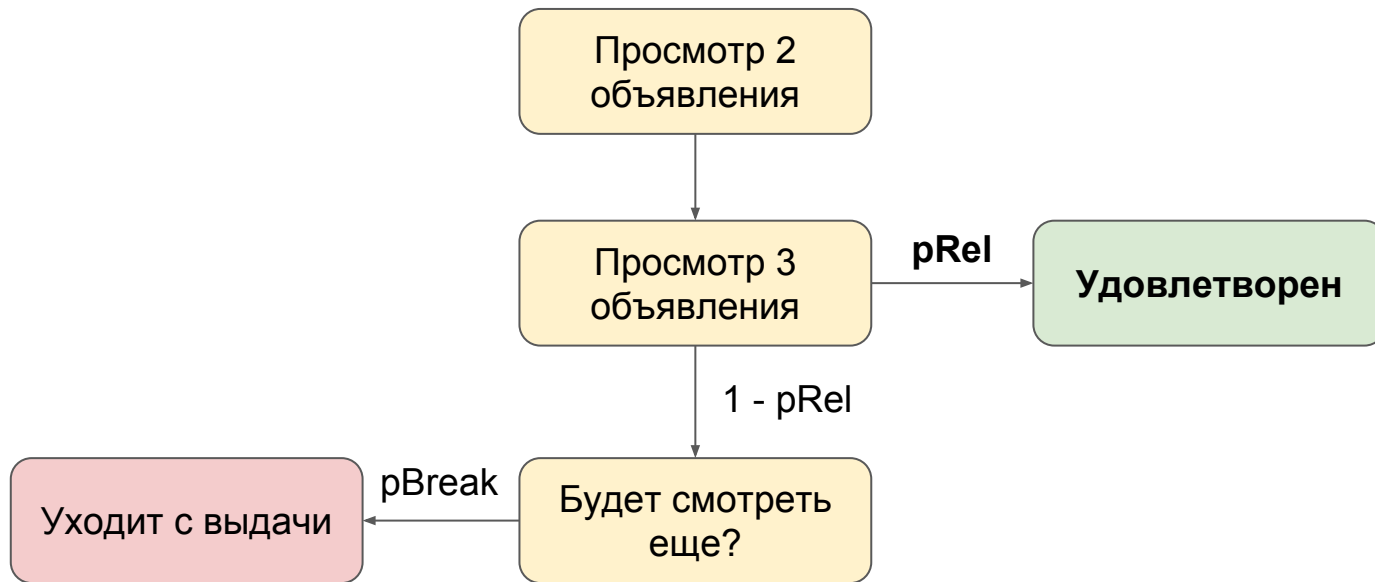 Просмотр 2
объявления
Просмотр 3
объявления
pRel
Удовлетворен
1 - pRel
Уходит с выдачи
pBreak
Будет смотреть
еще?